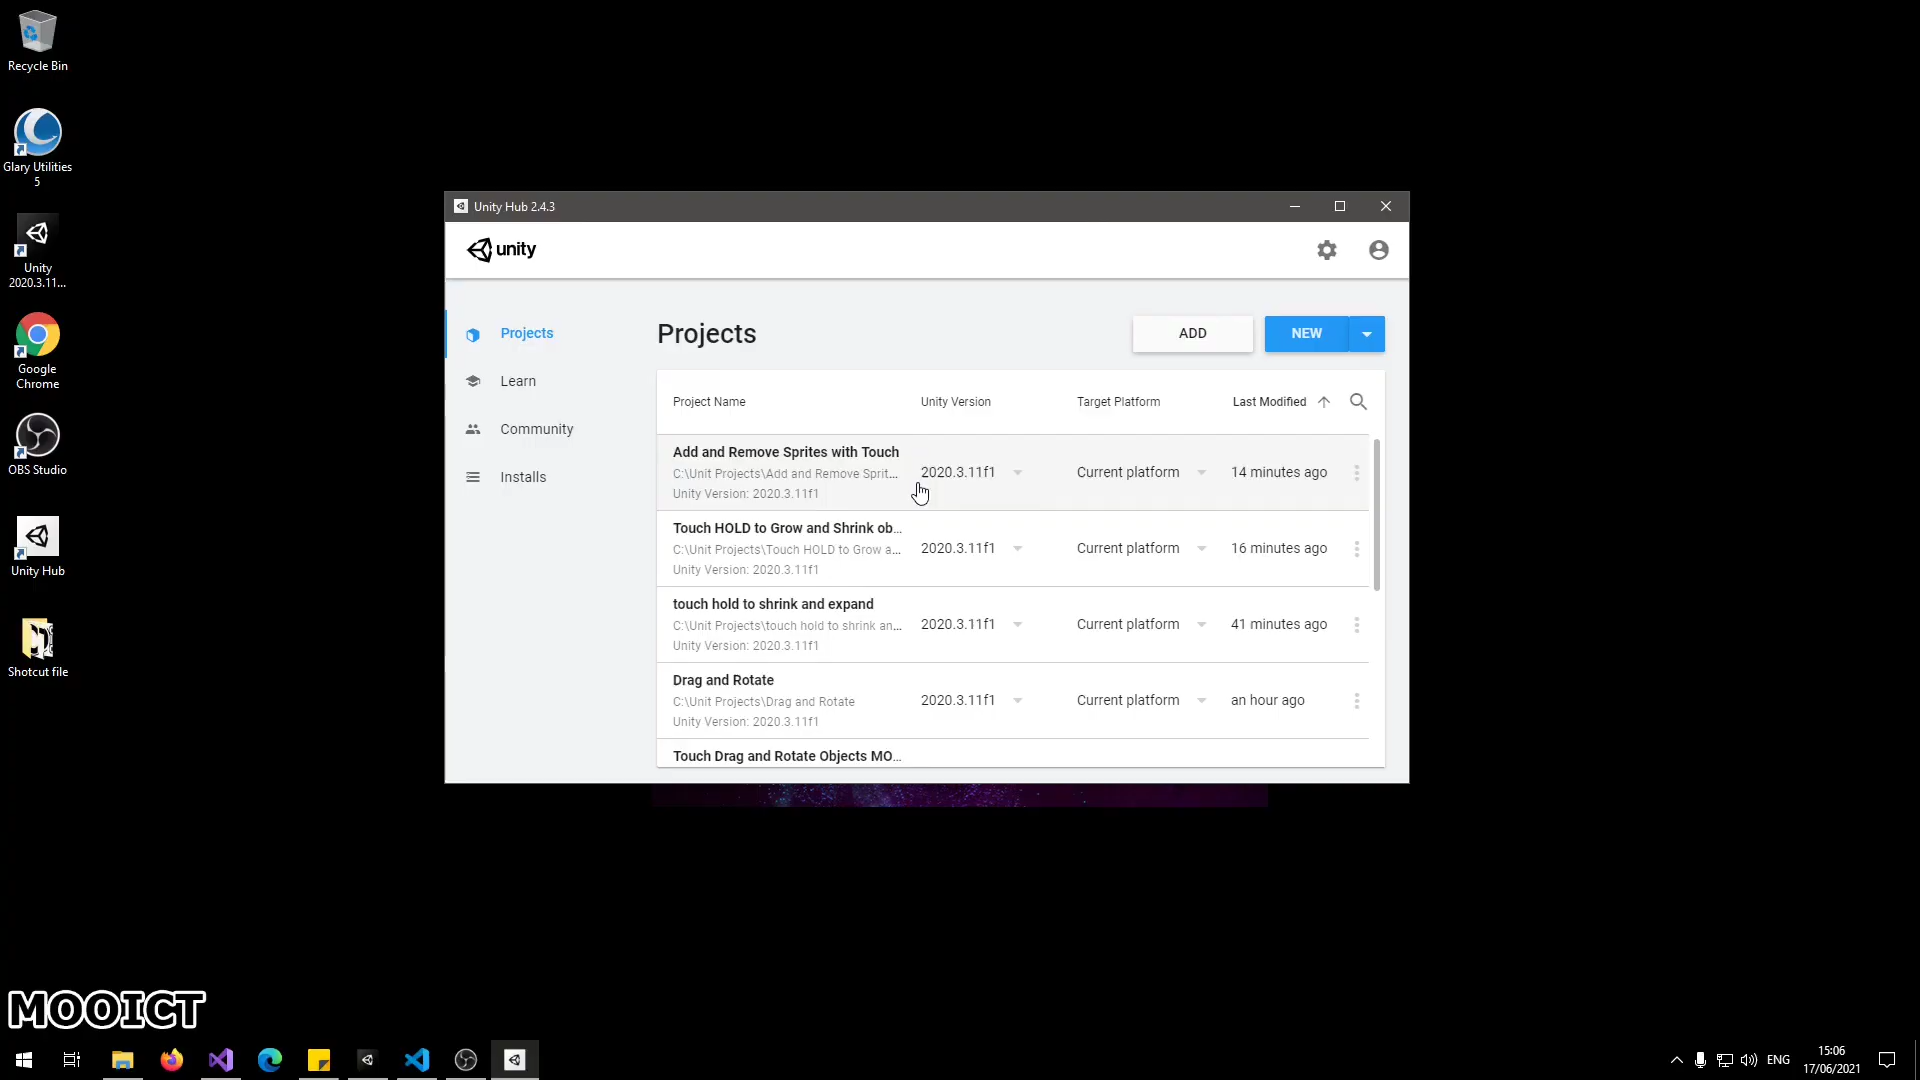 Recycle Bin
Glary Utilities
5
Unity
2020.3.11...
Google
Chrome
OBS Studio
Unity Hub
Shotcut file
Unity Hub 2.4.3
unity
Projects
Learn
Community
Installs
Projects
ADD
NEW
Project Name Unity Version Target Platform Last Modified
Add and Remove Sprites with Touch
C:\Unit Projects\Add and Remove Sprit...
Unity Version: 2020.3.11f1
2020.3.11f1 Current platform 14 minutes ago
Touch HOLD to Grow and Shrink ob...
C:\Unit Projects\Touch HOLD to Grow a...
Unity Version: 2020.3.11f1
2020.3.11f1 Current platform 16 minutes ago
touch hold to shrink and expand
C:\Unit Projects\touch hold to shrink an...
Unity Version: 2020.3.11f1
2020.3.11f1 Current platform 41 minutes ago
Drag and Rotate
C:\Unit Projects\Drag and Rotate
Unity Version: 2020.3.11f1
2020.3.11f1 Current platform an hour ago
Touch Drag and Rotate Objects MO...
MOOICT
ENG
15:06
17/06/2021